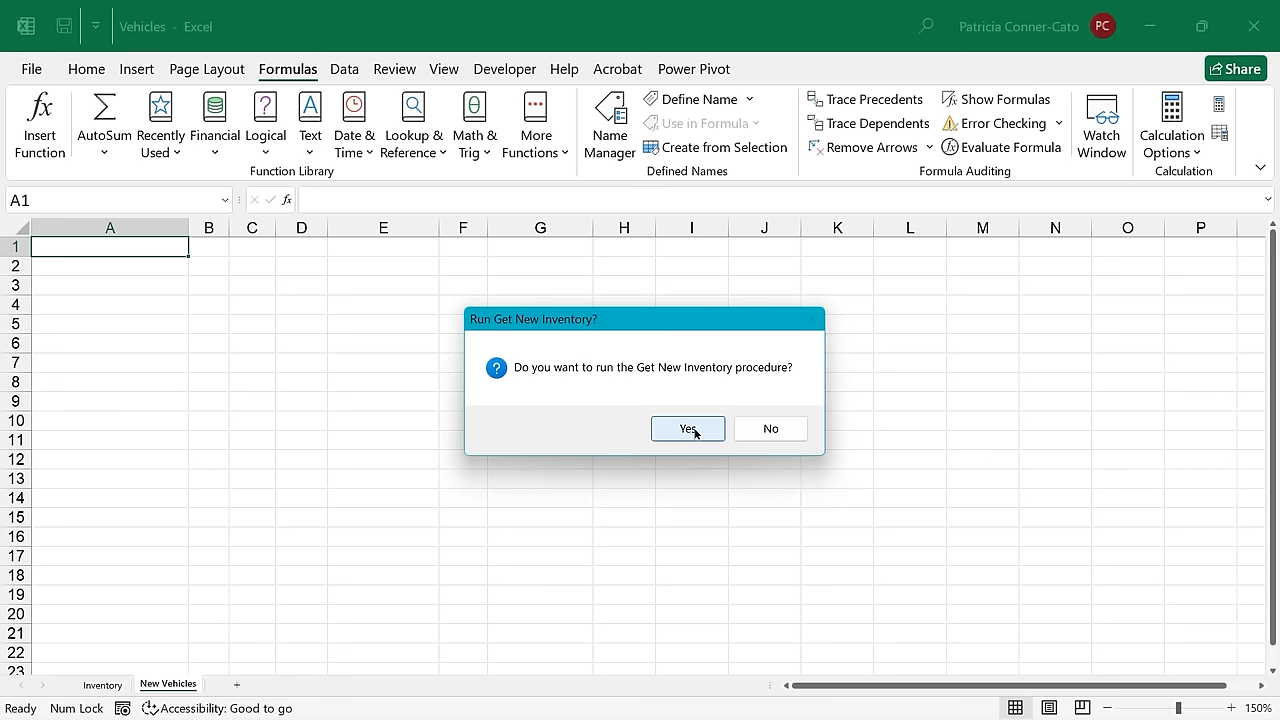 Vehicles - Excel
Patricia Conner-Cato PC
File Home Insert Page Layout Formulas Data Review View Developer Help Acrobat Power Pivot Share
fx Σ ? A θ
Insert Function
AutoSum
Recently Used
Financial
Logical
Text
Date & Time
Lookup & Reference
Math & Trig
More Functions
Function Library
Name Manager
Define Name
Use in Formula
Create from Selection
Defined Names
Trace Precedents
Trace Dependents
Remove Arrows
Show Formulas
Error Checking
Evaluate Formula
Formula Auditing
Watch Window
Calculation Options
Calculation
A1 fx
A B C D E F G H I J K L M N O P
1
2
3
4
5
6
7
8
9
10
11
12
13
14
15
16
17
18
19
20
21
22
23
Run Get New Inventory?
? Do you want to run the Get New Inventory procedure?
Yes No
Inventory New Vehicles +
Ready Num Lock Accessibility: Good to go − + 150%